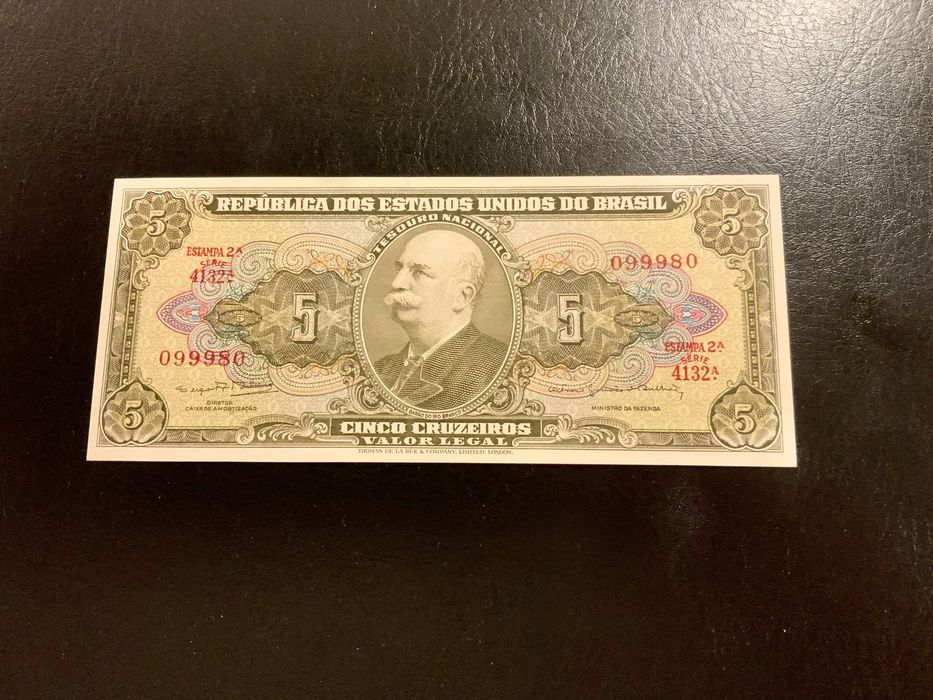 REPÚBLICA DOS ESTADOS UNIDOS DO BRASIL
TESOURO NACIONAL
5
5
ESTAMPA 2ᴬ
SÉRIE
4132ᴬ
099980
5
5
099980
ESTAMPA 2ᴬ
SÉRIE
4132ᴬ
DIRETOR
CAIXA DE AMORTIZAÇÃO
MINISTRO DA FAZENDA
BARÃO DO RIO BRANCO
5
5
CINCO CRUZEIROS
VALOR LEGAL
THOMAS DE LA RUE & COMPANY, LIMITED, LONDON.